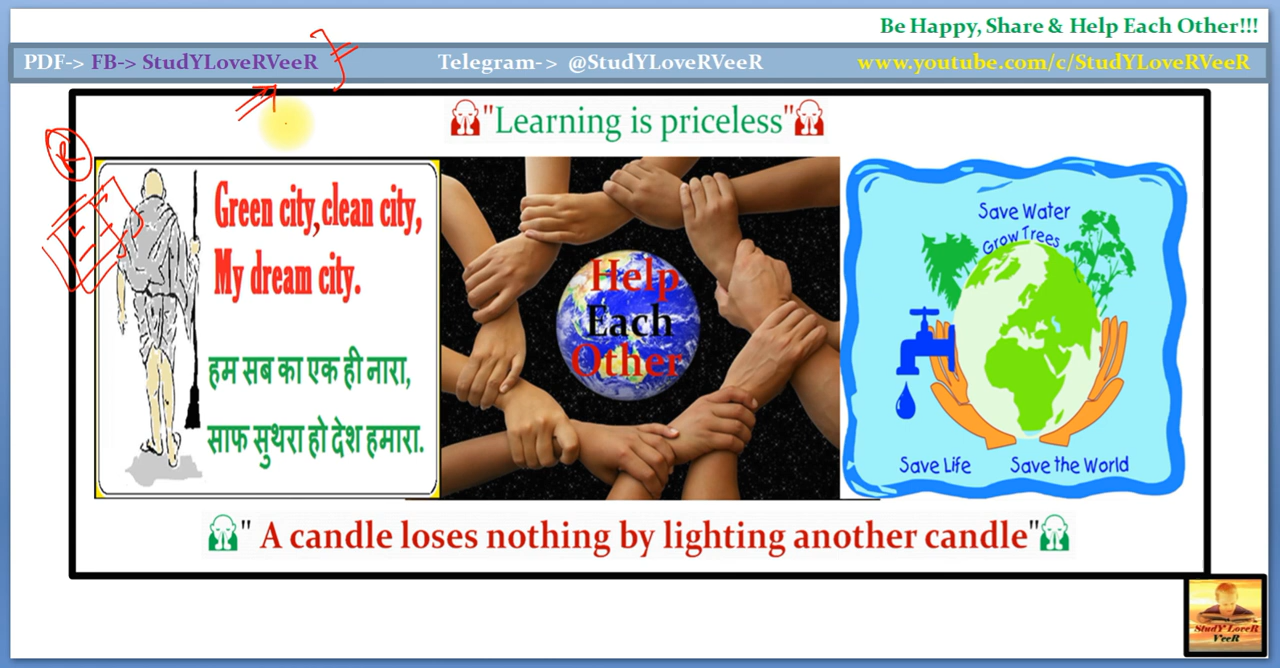 Be Happy, Share & Help Each Other!!!
PDF-> FB-> StudYLoveRVeeR
Telegram-> @StudYLoveRVeeR
www.youtube.com/c/StudYLoveRVeeR
"Learning is priceless"
R
Green city, clean city,
My dream city.
हम सब का एक ही नारा,
साफ सुथरा हो देश हमारा.
Help
Each
Other
Save Water
Grow Trees
Save Life
Save the World
" A candle loses nothing by lighting another candle"
StudY LoveR
VeeR